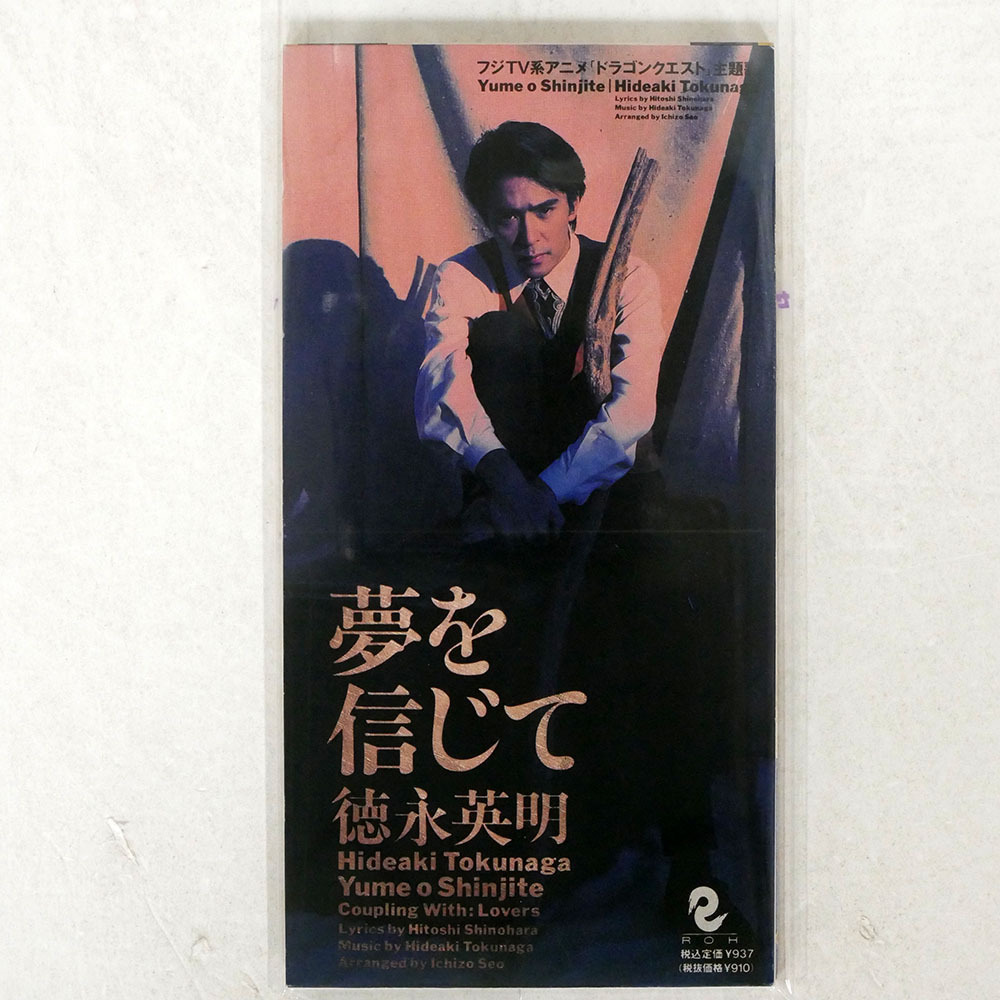 フジTV系アニメ「ドラゴンクエスト」主題
Yume o Shinjite | Hideaki Tokunag
Lyrics by Hitoshi Shinohara
Music by Hideaki Tokunaga
Arranged by Ichizo Seo
夢を
信じて
徳永英明
Hideaki Tokunaga
Yume o Shinjite
Coupling With: Lovers
Lyrics by Hitoshi Shinohara
Music by Hideaki Tokunaga
Arranged by Ichizo Seo
ROH
税込定価¥937
(税抜価格¥910)